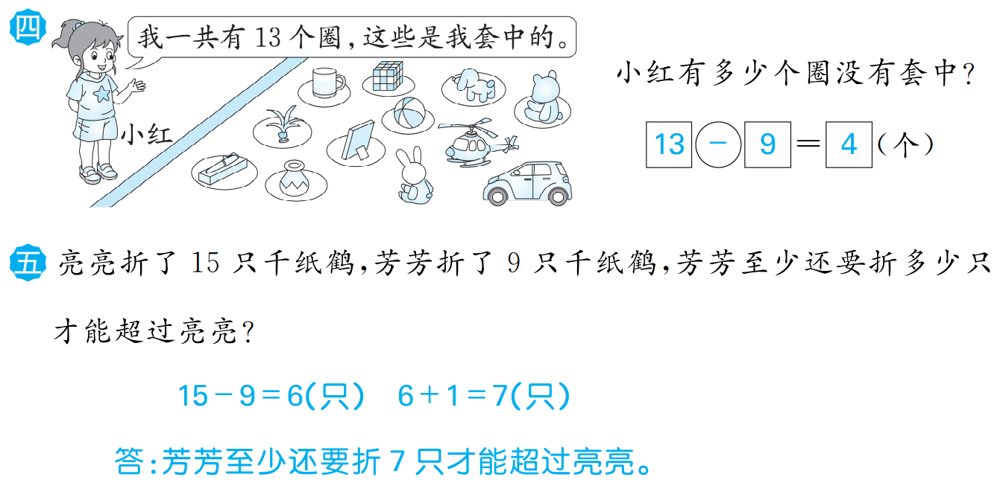 四
我一共有 13 个圈,这些是我套中的。
小红
小红有多少个圈没有套中?
13 - 9 = 4 (个)
五 亮亮折了 15 只千纸鹤,芳芳折了 9 只千纸鹤,芳芳至少还要折多少只
才能超过亮亮?
15-9=6(只) 6+1=7(只)
答:芳芳至少还要折 7 只才能超过亮亮。